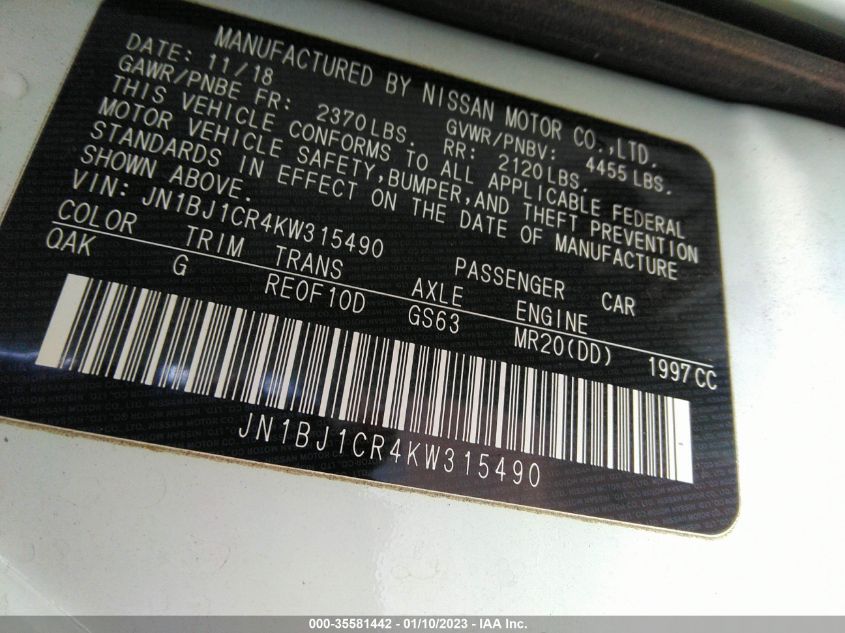 MANUFACTURED BY NISSAN MOTOR CO.,LTD.
DATE: 11/18 GVWR/PNBV: 4455 LBS.
GAWR/PNBE FR: 2370LBS. RR: 2120LBS.
THIS VEHICLE CONFORMS TO ALL APPLICABLE FEDERAL
MOTOR VEHICLE SAFETY,BUMPER,AND THEFT PREVENTION
STANDARDS IN EFFECT ON THE DATE OF MANUFACTURE
SHOWN ABOVE.
VIN: JN1BJ1CR4KW315490 PASSENGER CAR
COLOR TRIM TRANS AXLE ENGINE
QAK G RE0F10D GS63 MR20(DD) 1997CC
JN1BJ1CR4KW315490
000-35581442 - 01/10/2023 - IAA Inc.